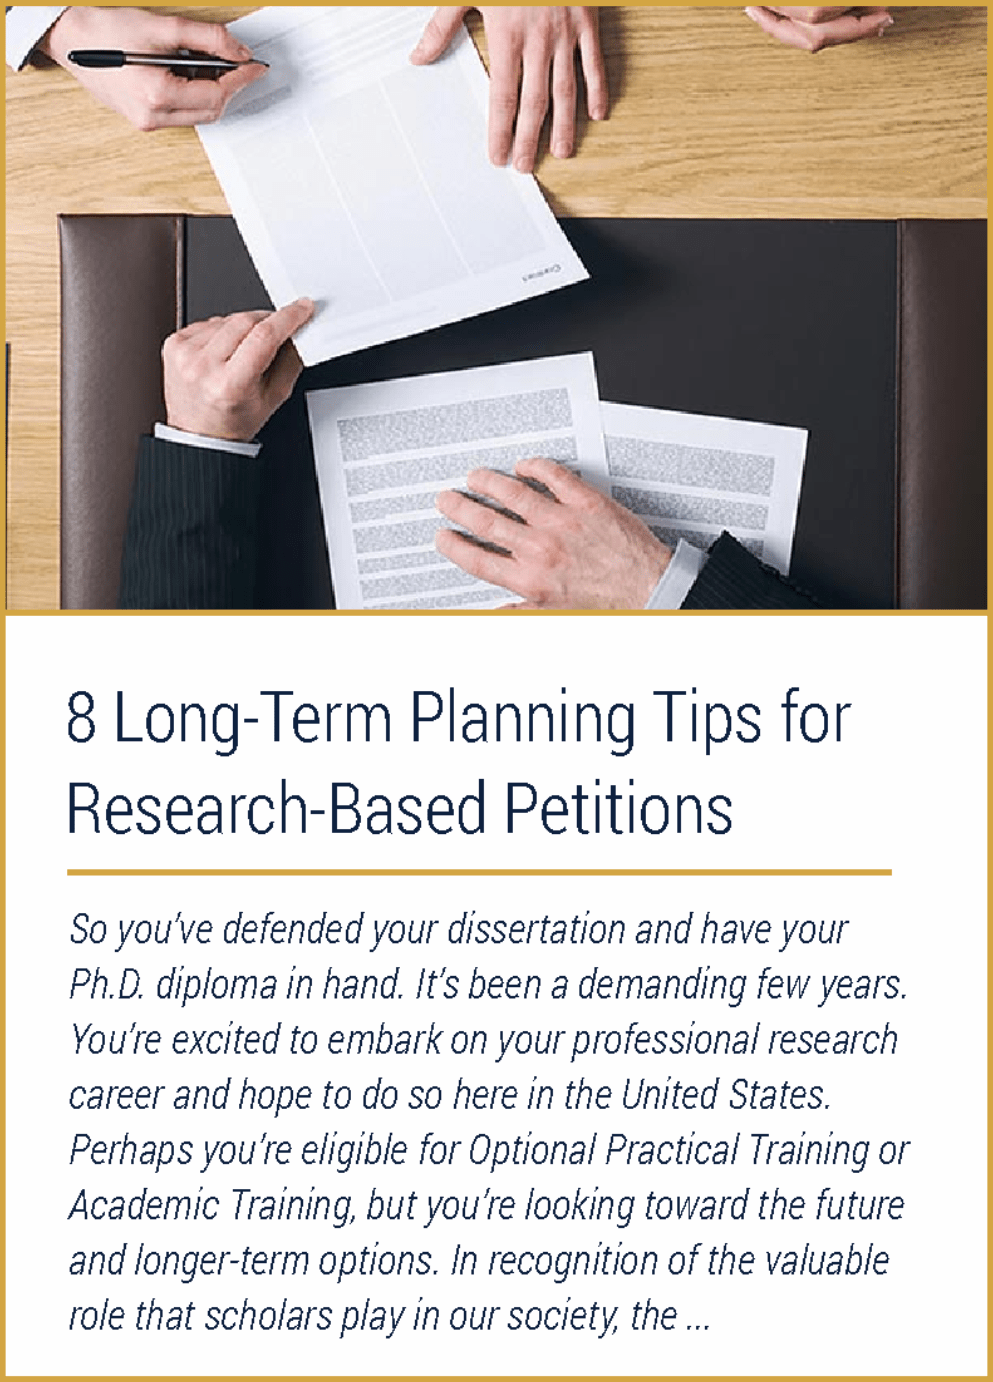 Contract
8 Long-Term Planning Tips for
Research-Based Petitions
So you've defended your dissertation and have your
Ph.D. diploma in hand. It's been a demanding few years.
You're excited to embark on your professional research
career and hope to do so here in the United States.
Perhaps you're eligible for Optional Practical Training or
Academic Training, but you're looking toward the future
and longer-term options. In recognition of the valuable
role that scholars play in our society, the ...